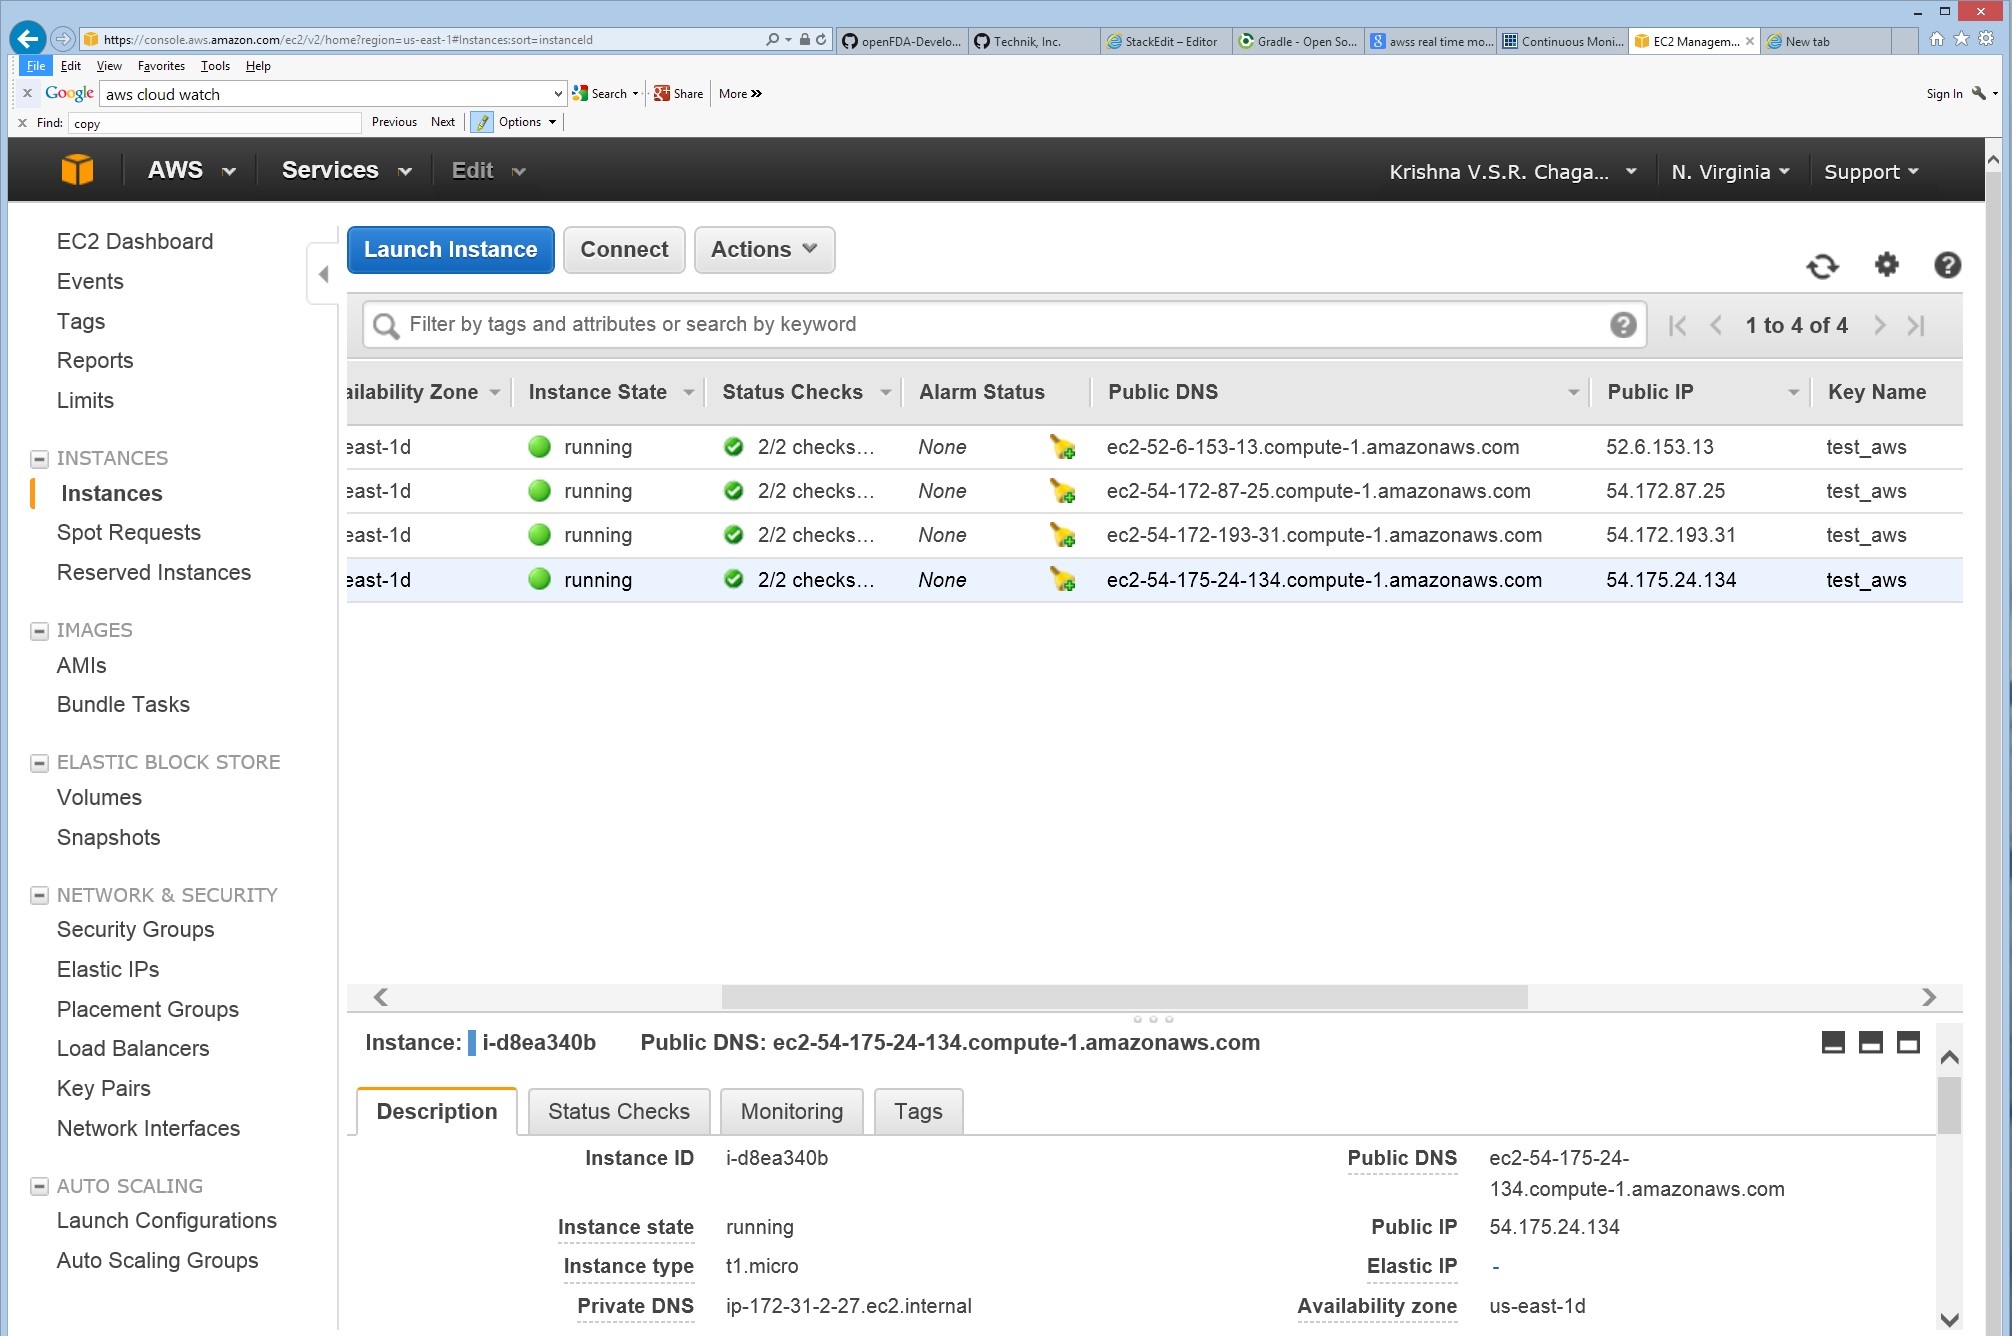 https://console.aws.amazon.com/ec2/v2/home?region=us-east-1#Instances:sort=instanceId
openFDA-Develo... Technik, Inc. StackEdit – Editor Gradle - Open So... awss real time mo... Continuous Moni... EC2 Managem... New tab
File Edit View Favorites Tools Help
Google aws cloud watch Search Share More » Sign In
Find: copy Previous Next Options
AWS Services Edit Krishna V.S.R. Chaga... N. Virginia Support
EC2 Dashboard
Events
Tags
Reports
Limits
INSTANCES
Instances
Spot Requests
Reserved Instances
IMAGES
AMIs
Bundle Tasks
ELASTIC BLOCK STORE
Volumes
Snapshots
NETWORK & SECURITY
Security Groups
Elastic IPs
Placement Groups
Load Balancers
Key Pairs
Network Interfaces
AUTO SCALING
Launch Configurations
Auto Scaling Groups
Launch Instance Connect Actions
Filter by tags and attributes or search by keyword 1 to 4 of 4
ailability Zone Instance State Status Checks Alarm Status Public DNS Public IP Key Name
east-1d running 2/2 checks... None ec2-52-6-153-13.compute-1.amazonaws.com 52.6.153.13 test_aws
east-1d running 2/2 checks... None ec2-54-172-87-25.compute-1.amazonaws.com 54.172.87.25 test_aws
east-1d running 2/2 checks... None ec2-54-172-193-31.compute-1.amazonaws.com 54.172.193.31 test_aws
east-1d running 2/2 checks... None ec2-54-175-24-134.compute-1.amazonaws.com 54.175.24.134 test_aws
Instance: i-d8ea340b Public DNS: ec2-54-175-24-134.compute-1.amazonaws.com
Description Status Checks Monitoring Tags
Instance ID i-d8ea340b Public DNS ec2-54-175-24-
134.compute-1.amazonaws.com
Instance state running Public IP 54.175.24.134
Instance type t1.micro Elastic IP -
Private DNS ip-172-31-2-27.ec2.internal Availability zone us-east-1d